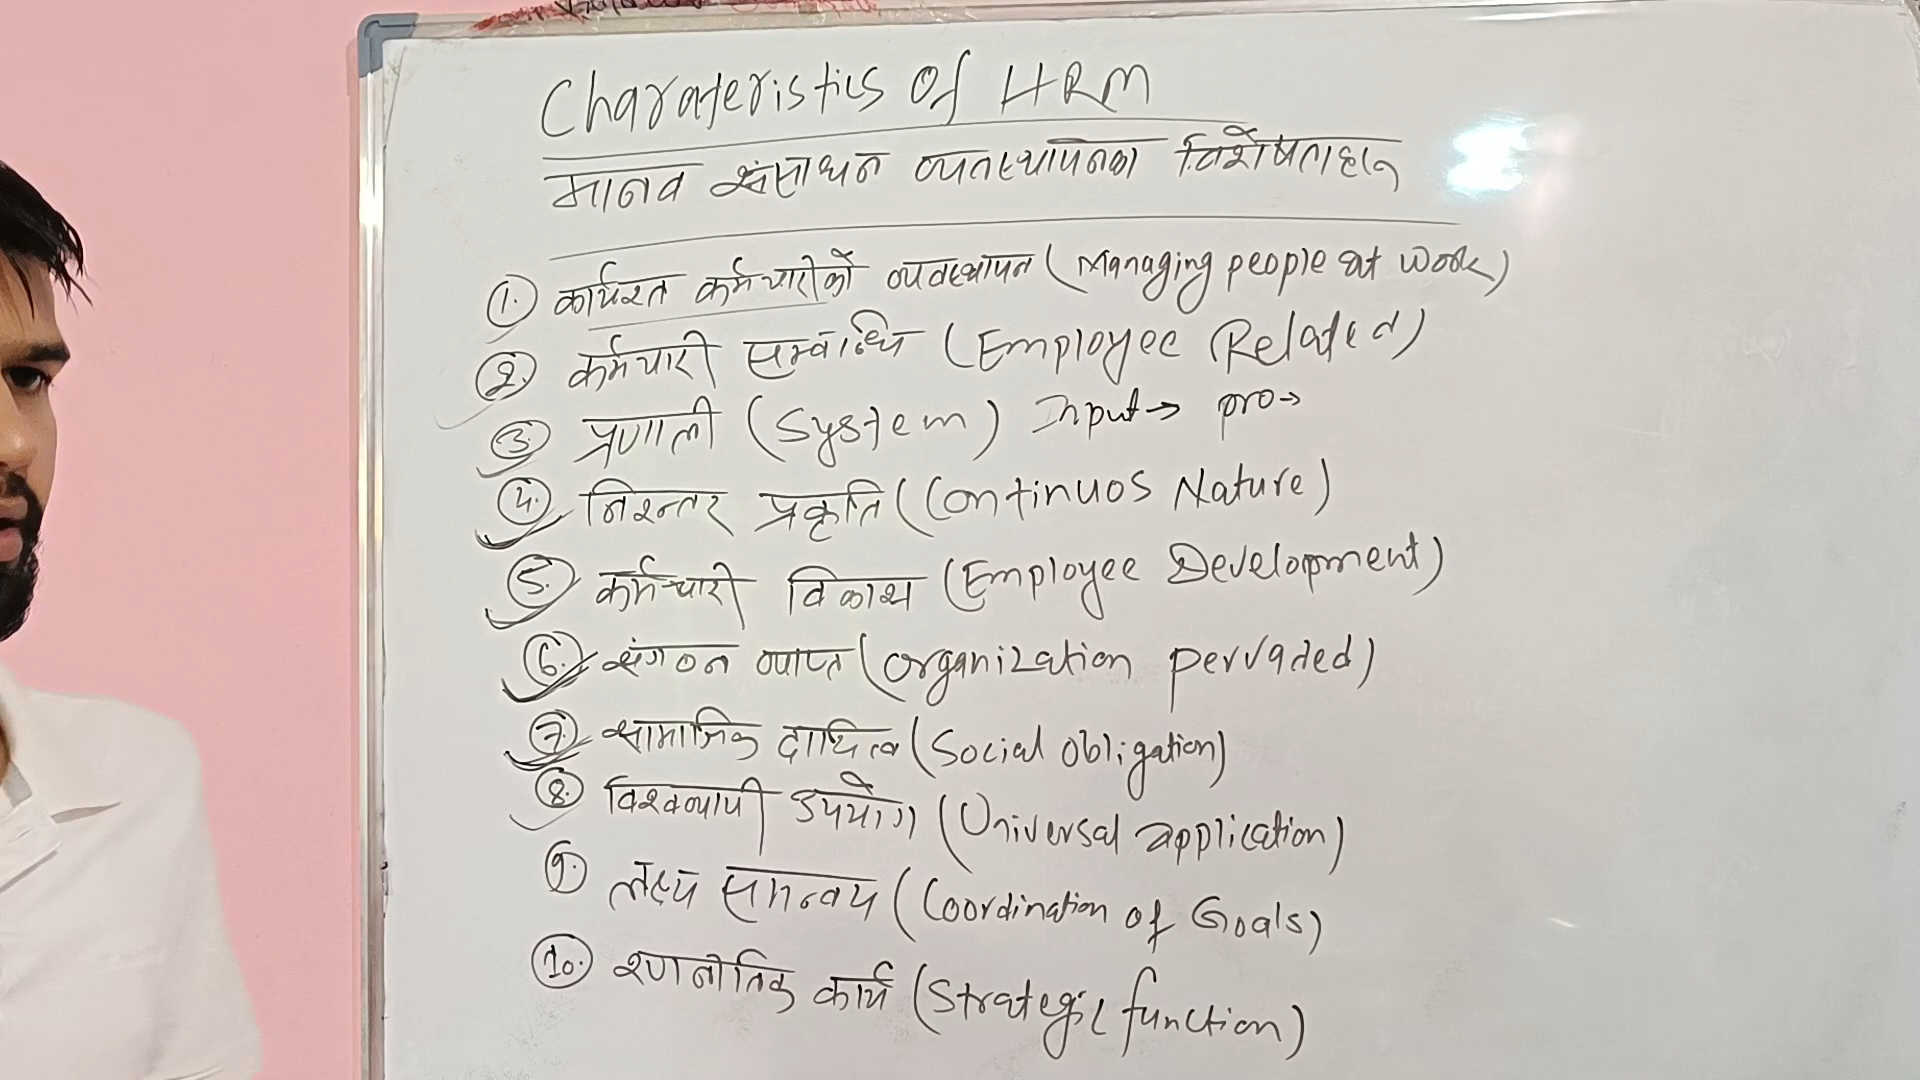 Charateristics Of HRM
मानव संसाधन व्यवस्थापनका विशेषताहरु
1. कार्यरत कर्मचारीको व्यवस्थापन (Managing people at Work)
2. कर्मचारी सम्बन्धि (Employee Related)
3. प्रणाली (System) Input→ pro→
4. निरन्तर प्रकृति (Continuos Nature)
5. कर्मचारी विकास (Employee Development)
6. संगठन व्याप्त (Organization pervaded)
7. सामाजिक दायित्व (Social Obligation)
8. विश्वव्यापी उपयोग (Universal application)
9. लक्ष्य समन्वय (Coordination of Goals)
10. रणनीतिक कार्य (Strategic function)